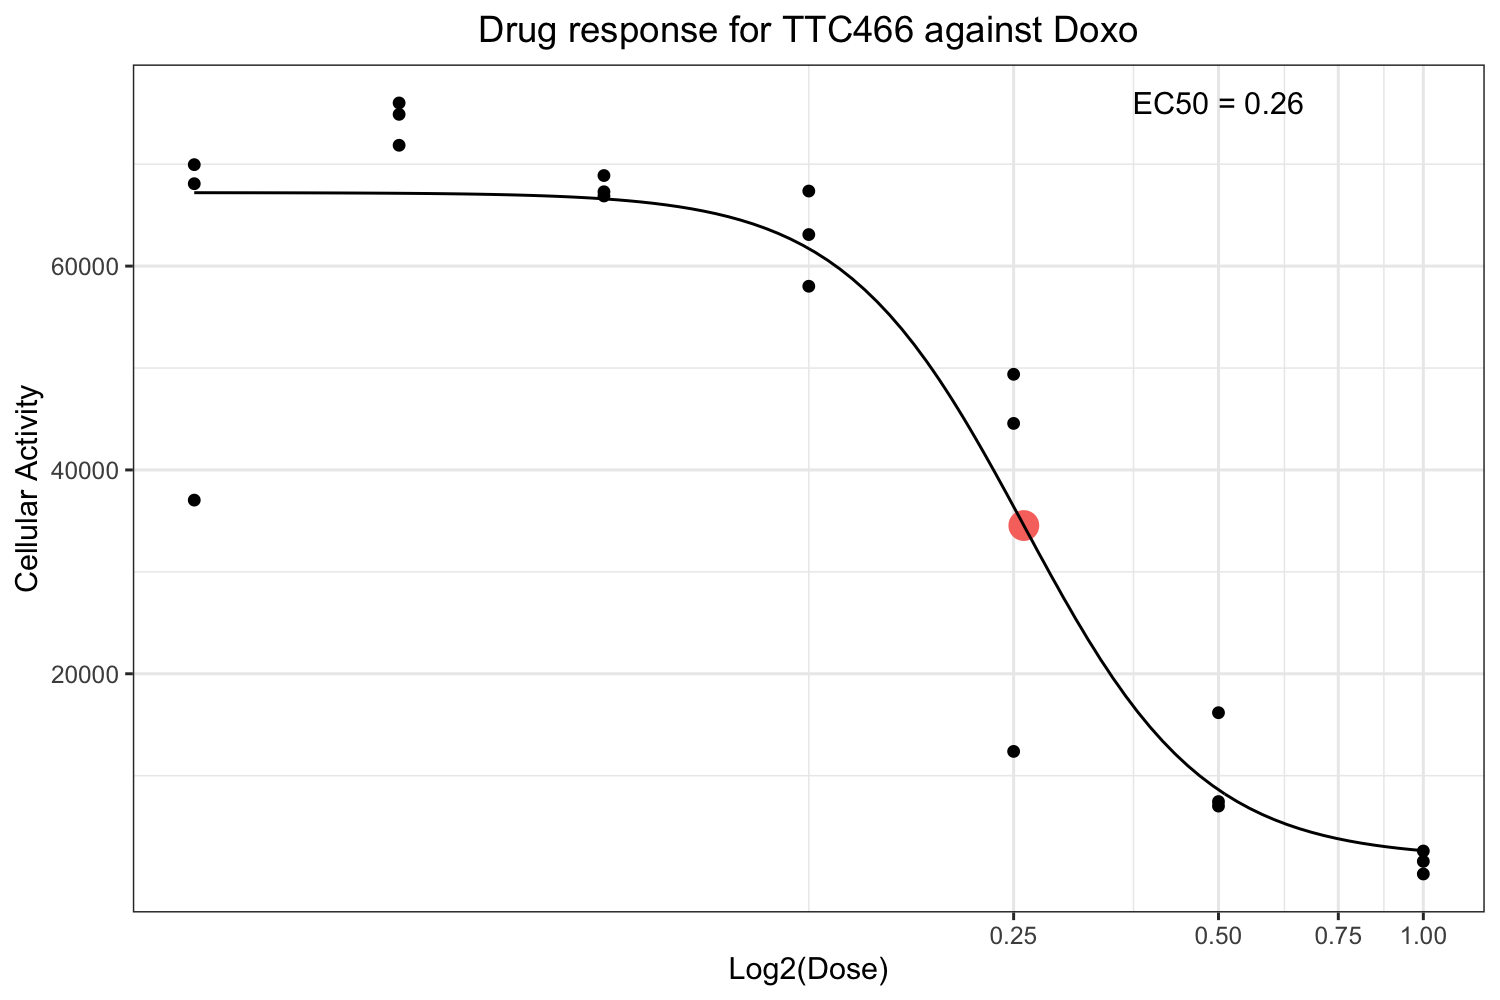 Drug response for TTC466 against Doxo
EC50 = 0.26
Cellular Activity
60000
40000
20000
0.25 0.50 0.75 1.00
Log2(Dose)